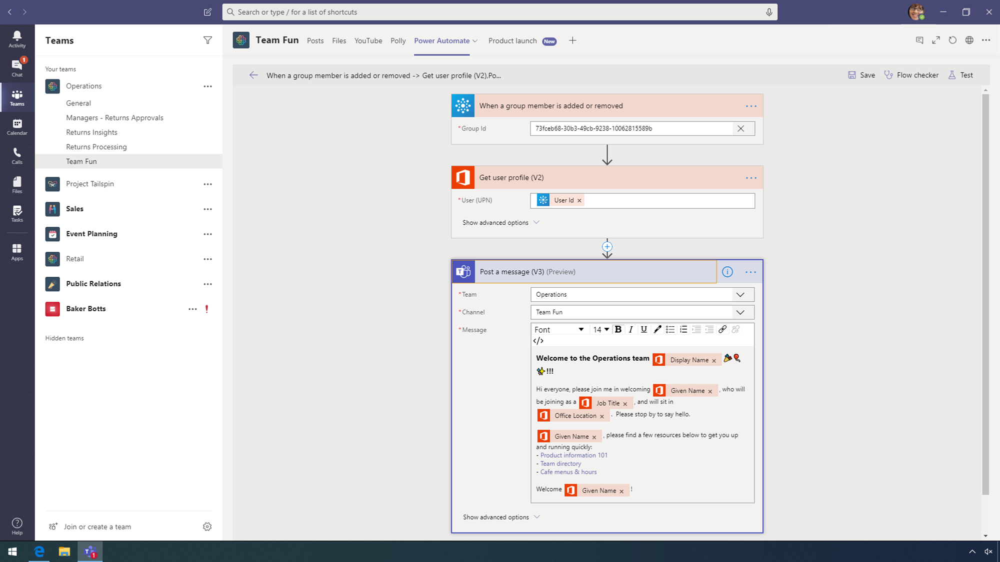 Search or type / for a list of shortcuts
Activity
1
Chat
Teams
Calendar
Calls
Files
Tasks
Apps
Help
Teams
Your teams
Operations
General
Managers - Returns Approvals
Returns Insights
Returns Processing
Team Fun
Project Tailspin
Sales
Event Planning
Retail
Public Relations
Baker Botts
Hidden teams
Join or create a team
Team Fun Posts Files YouTube Polly Power Automate Product launch New
When a group member is added or removed -> Get user profile (V2),Po...
Save Flow checker Test
When a group member is added or removed
* Group Id 73fceb68-30b3-49cb-9238-10062815589b
Get user profile (V2)
* User (UPN) User Id ×
Show advanced options
Post a message (V3) (Preview)
* Team Operations
* Channel Team Fun
* Message Font 14 B I U
</>
Welcome to the Operations team Display Name ×
!!!
Hi everyone, please join me in welcoming Given Name × , who will
be joining as a Job Title × , and will sit in
Office Location × . Please stop by to say hello.
Given Name × , please find a few resources below to get you up
and running quickly:
- Product information 101
- Team directory
- Cafe menus & hours
Welcome Given Name × !
Show advanced options
T 1